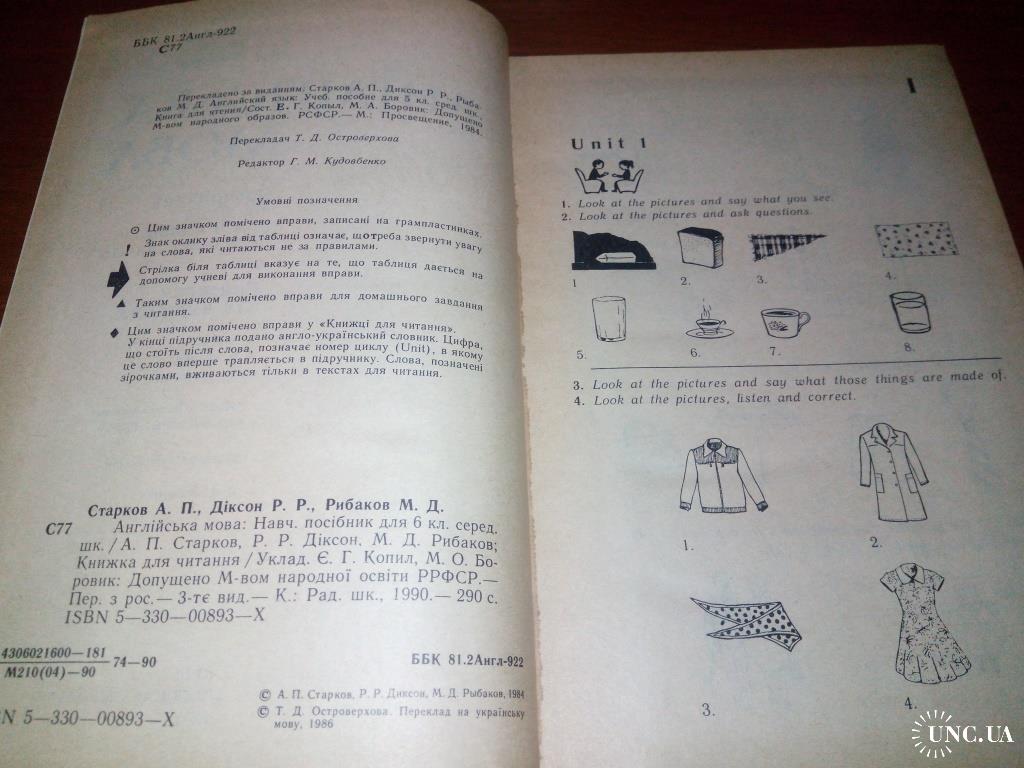 ББК 81.2Англ-922
С77
Перекладено за виданням: Старков А. П., Диксон Р. Р., Рыба-
ков М. Д. Английский язык: Учеб. пособие для 5 кл. сред. шк.,
Книга для чтения/Сост. Е. Г. Копыл, М. А. Боровик: Допущено
М-вом народного образов. РСФСР.— М.: Просвещение, 1984.
Перекладач Т. Д. Островерхова
Редактор Г. М. Кудовбенко
Умовні позначення
Цим значком помічено вправи, записані на грампластинках.
! Знак оклику зліва від таблиці означає, що треба звернути увагу
на слова, які читаються не за правилами.
Стрілка біля таблиці вказує на те, що таблиця дається на
допомогу учневі для виконання вправи.
Таким значком помічено вправи для домашнього завдання
з читання.
Цим значком помічено вправи у «Книжці для читання».
У кінці підручника подано англо-український словник. Цифра,
що стоїть після слова, позначає номер циклу (Unit), в якому
це слово вперше трапляється в підручнику. Слова, позначені
зірочками, вживаються тільки в текстах для читання.
Старков А. П., Діксон Р. Р., Рибаков М. Д.
С77 Англійська мова: Навч. посібник для 6 кл. серед.
шк./А. П. Старков, Р. Р. Діксон, М. Д. Рибаков;
Книжка для читання/Уклад. Є. Г. Копил, М. О. Бо-
ровик: Допущено М-вом народної освіти РРФСР.—
Пер. з рос.— 3-тє вид.— К.: Рад. шк., 1990.— 290 с.
ISBN 5—330—00893—X
4306021600—181
М210(04)—90
74—90
ББК 81.2Англ-922
© А. П. Старков, Р. Р. Диксон, М. Д. Рыбаков, 1984
© Т. Д. Островерхова. Переклад на українську
мову, 1986
N 5—330—00893—X
1
Unit 1
1. Look at the pictures and say what you see.
2. Look at the pictures and ask questions.
1
2.
3.
4.
5.
6.
7.
8.
3. Look at the pictures and say what those things are made of.
4. Look at the pictures, listen and correct.
1.
2.
3.
4.
UNC.UA